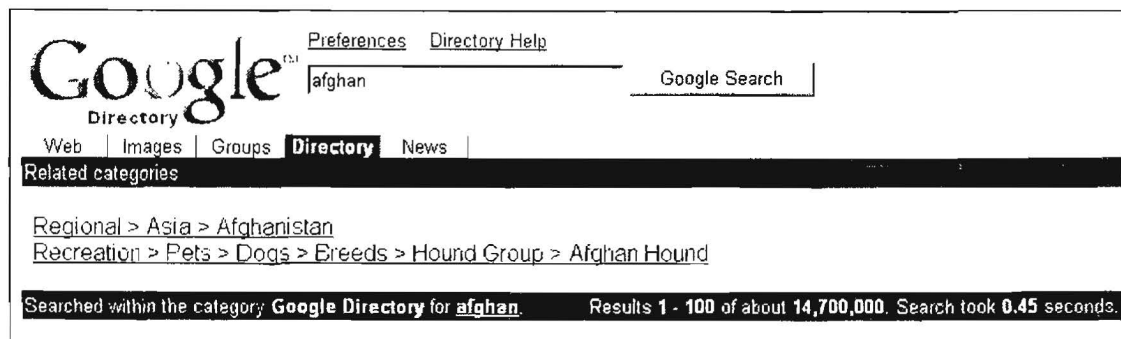 Preferences Directory Help
Google™
afghan Google Search
Directory
Web Images Groups Directory News
Related categories
Regional > Asia > Afghanistan
Recreation > Pets > Dogs > Breeds > Hound Group > Afghan Hound
Searched within the category Google Directory for afghan. Results 1 - 100 of about 14,700,000. Search took 0.45 seconds.